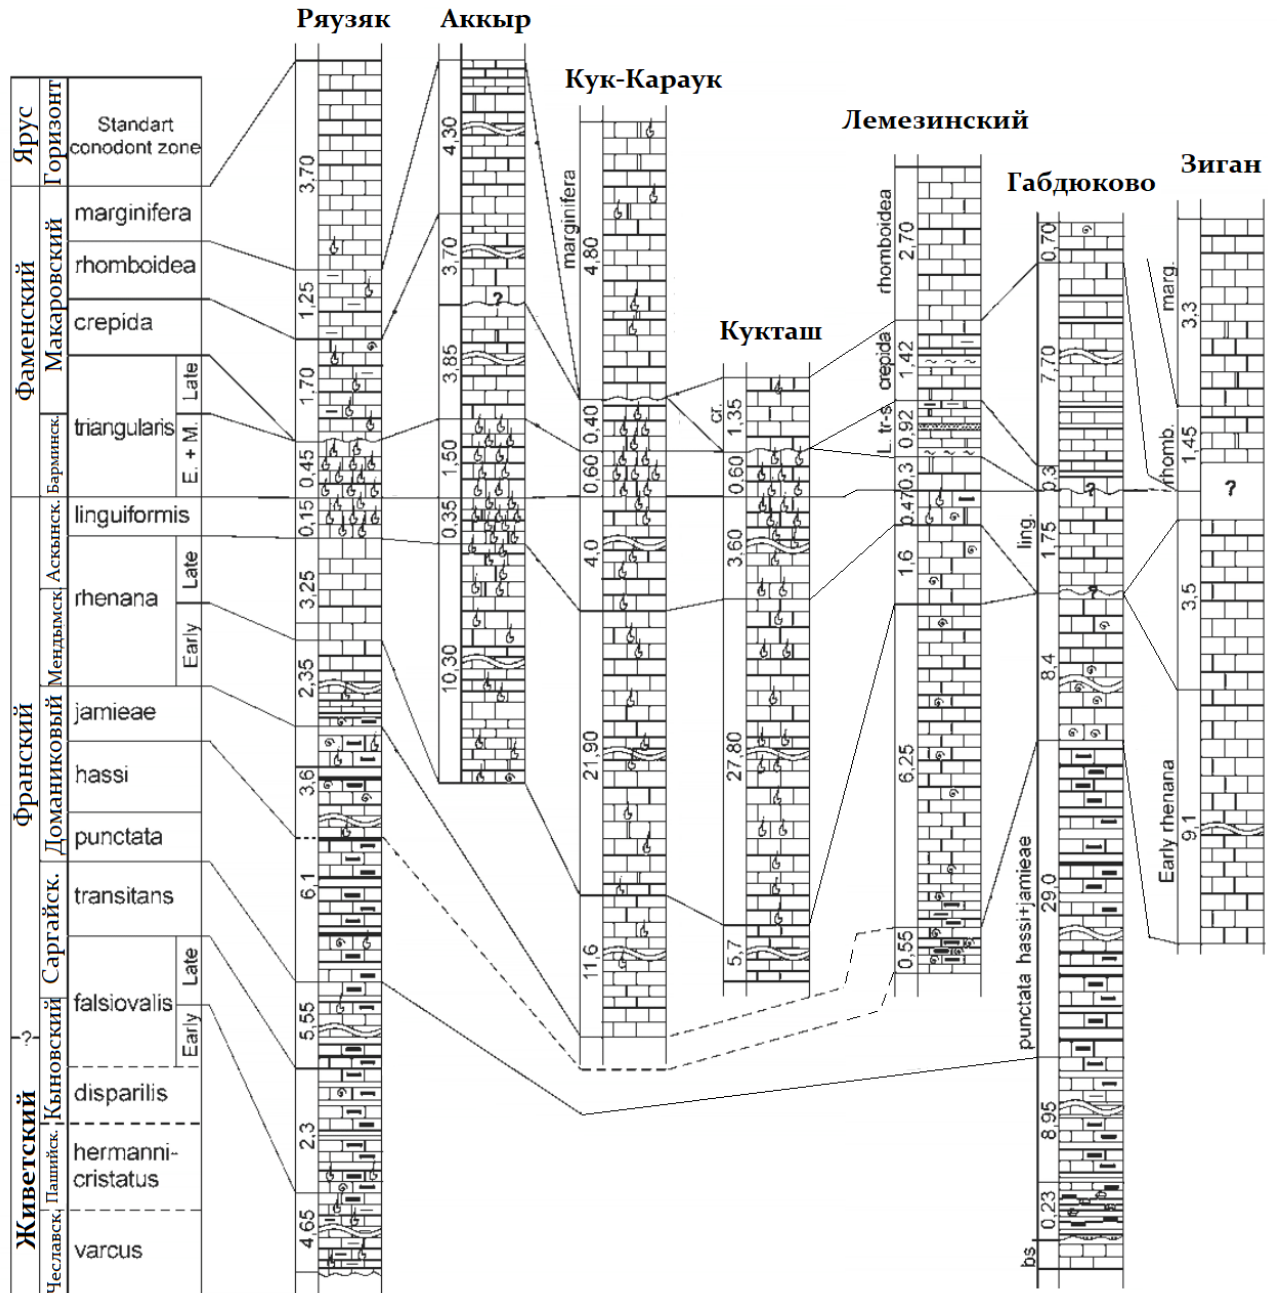 Ряузяк
Аккыр
Кук-Караук
Лемезинский
Зиган
Габдюково
Кукташ
Ярус
Горизонт
Standart
conodont zone
Фаменский
Макаровский
Барминск.
marginifera
rhomboidea
crepida
triangularis
Late
E. + M.
Франский
Аскынск.
Мендымск.
Доманиковый
Саргайск.
linguiformis
rhenana
Late
Early
jamieae
hassi
punctata
transitans
falsiovalis
Late
Early
-?-
Живетский
Кыновский
Пашийск.
Чеславск.
disparilis
hermanni-
cristatus
varcus
3,70
1,25
1,70
0,45
0,15
3,25
2,35
3,6
6,1
5,55
2,3
4,65
4,30
3,70
?
3,85
1,50
0,35
10,30
marginifera
4,80
0,40
0,60
4,0
21,90
11,6
cr.
1,35
0,60
3,60
27,80
5,7
rhomboidea
2,70
crepida
1,42
L. tr-s
0,92
0,3
0,47
1,6
6,25
0,55
0,70
7,70
0,3
?
ling.
1,75
?
8,4
hassi+jamieae
29,0
punctata
8,95
0,23
bs
marg.
3,3
rhomb.
1,45
?
3,5
Early rhenana
9,1